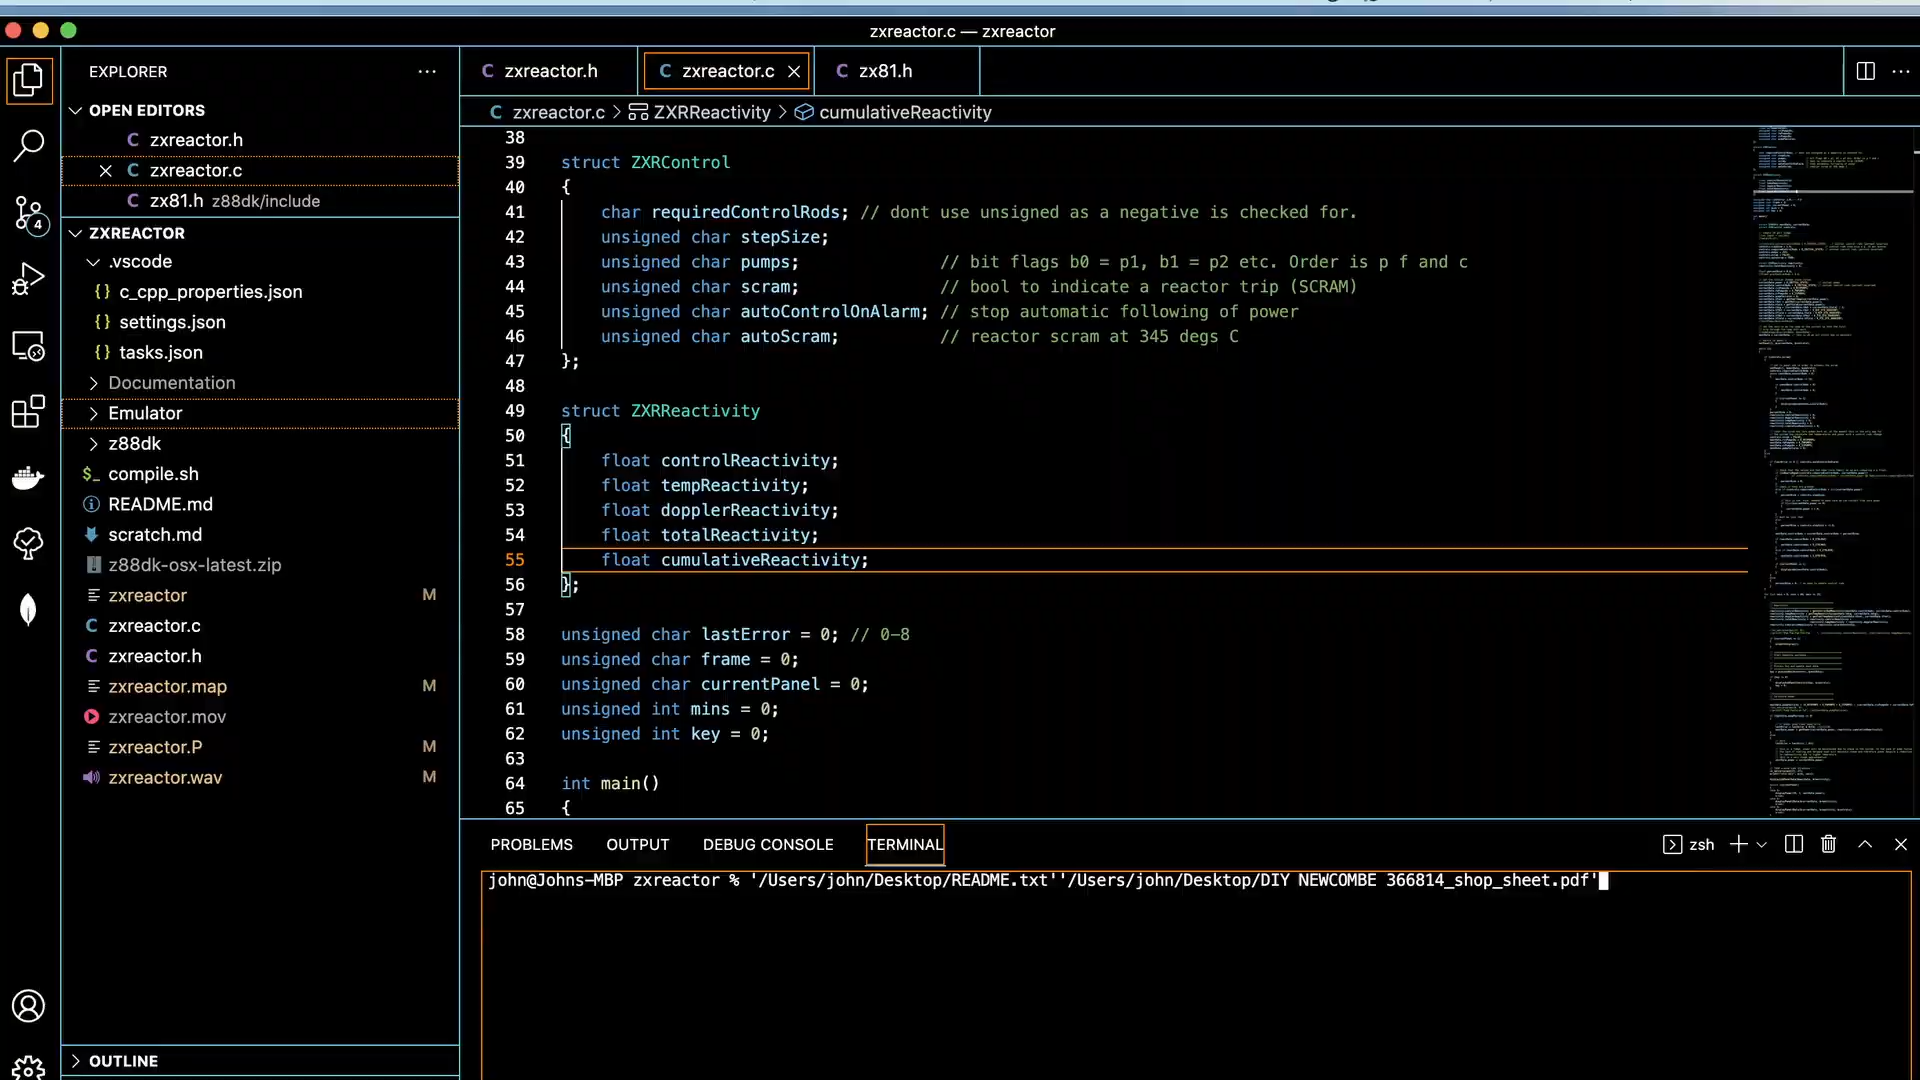 zxreactor.c — zxreactor
EXPLORER
OPEN EDITORS
zxreactor.h
zxreactor.c
zx81.h z88dk/include
ZXREACTOR
.vscode
{} c_cpp_properties.json
{} settings.json
{} tasks.json
Documentation
Emulator
z88dk
$_ compile.sh
README.md
scratch.md
z88dk-osx-latest.zip
zxreactor M
C zxreactor.c
C zxreactor.h
zxreactor.map M
zxreactor.mov
zxreactor.P M
zxreactor.wav M
OUTLINE
4
C zxreactor.h
C zxreactor.c
C zx81.h
C zxreactor.c > ZXRReactivity > cumulativeReactivity
38
39 struct ZXRControl
40 {
41 char requiredControlRods; // dont use unsigned as a negative is checked for.
42 unsigned char stepSize;
43 unsigned char pumps; // bit flags b0 = p1, b1 = p2 etc. Order is p f and c
44 unsigned char scram; // bool to indicate a reactor trip (SCRAM)
45 unsigned char autoControlOnAlarm; // stop automatic following of power
46 unsigned char autoScram; // reactor scram at 345 degs C
47 };
48
49 struct ZXRReactivity
50 {
51 float controlReactivity;
52 float tempReactivity;
53 float dopplerReactivity;
54 float totalReactivity;
55 float cumulativeReactivity;
56 };
57
58 unsigned char lastError = 0; // 0-8
59 unsigned char frame = 0;
60 unsigned char currentPanel = 0;
61 unsigned int mins = 0;
62 unsigned int key = 0;
63
64 int main()
65 {
PROBLEMS OUTPUT DEBUG CONSOLE TERMINAL zsh
john@Johns-MBP zxreactor % '/Users/john/Desktop/README.txt''/Users/john/Desktop/DIY NEWCOMBE 366814_shop_sheet.pdf'